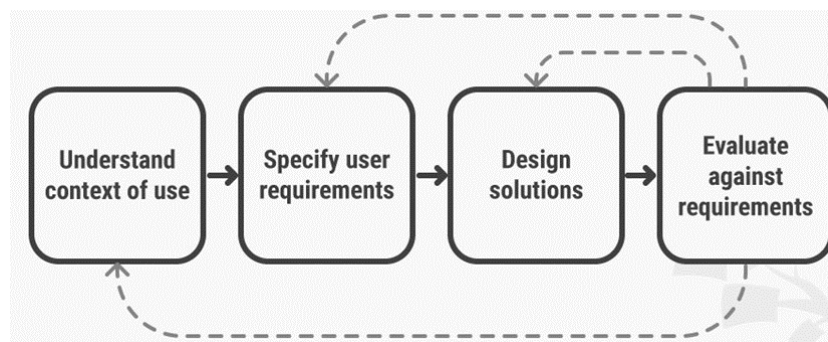 Understand
context of use
Specify user
requirements
Design
solutions
Evaluate
against
requirements